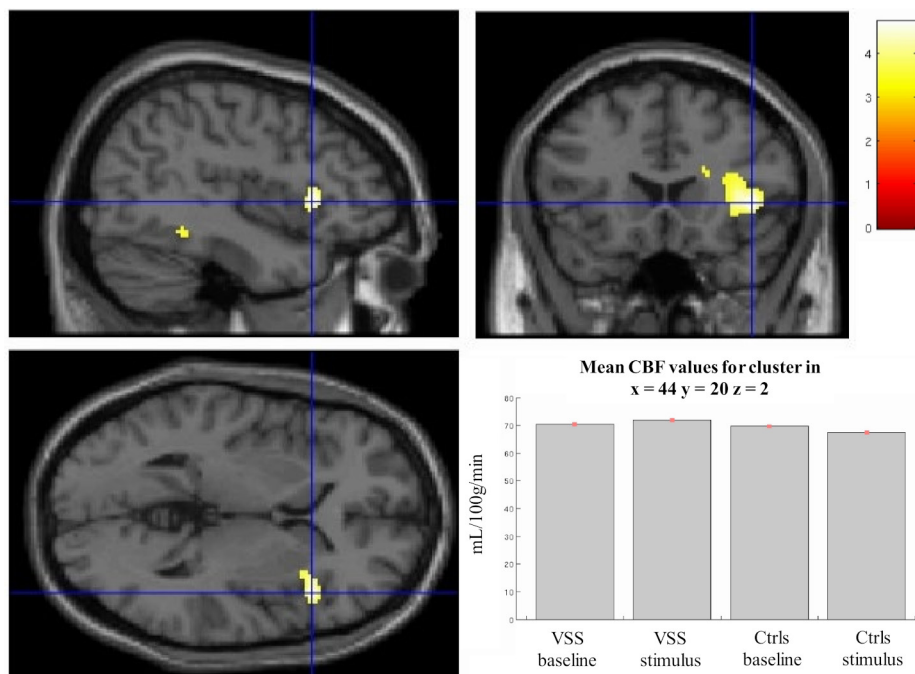 4
3
2
1
0
Mean CBF values for cluster in
x = 44 y = 20 z = 2
80
70
60
50
40
30
20
10
0
mL/100g/min
VSS baseline
VSS stimulus
Ctrls baseline
Ctrls stimulus